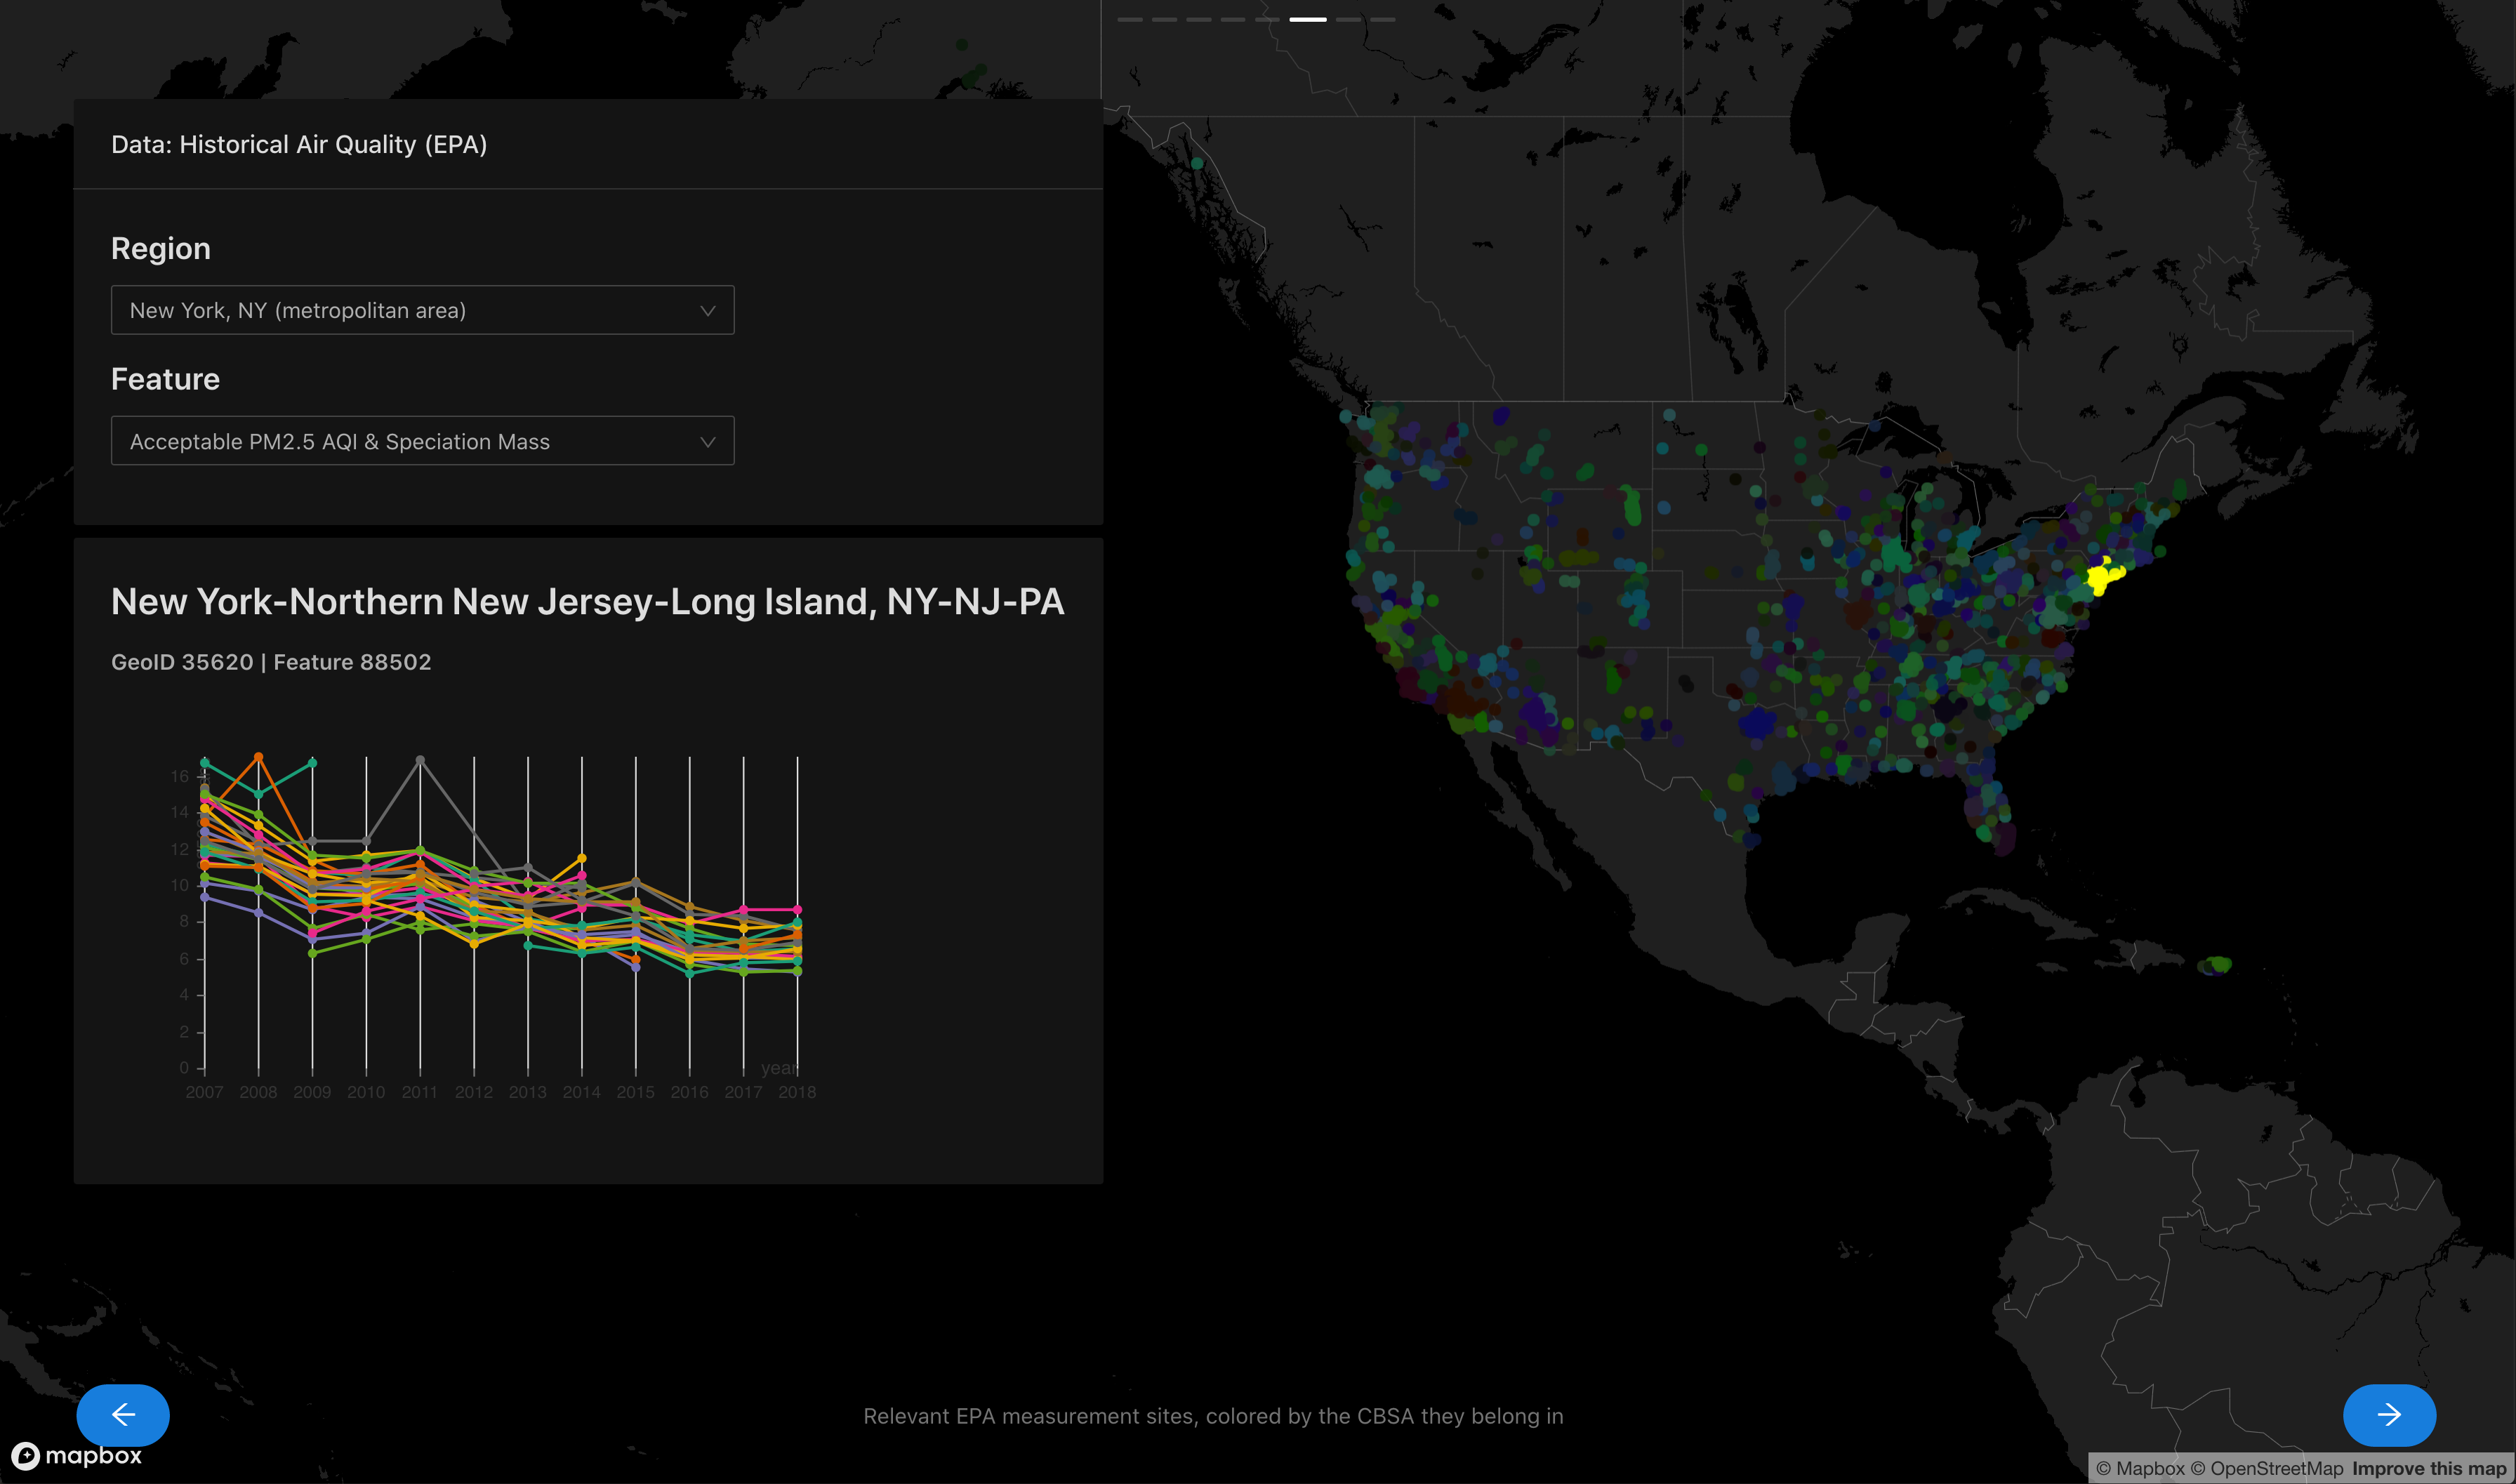 Data: Historical Air Quality (EPA)
Region
New York, NY (metropolitan area)
Feature
Acceptable PM2.5 AQI & Speciation Mass
New York-Northern New Jersey-Long Island, NY-NJ-PA
GeoID 35620 | Feature 88502
16
14
12
10
8
6
4
2
0
year
2007 2008 2009 2010 2011 2012 2013 2014 2015 2016 2017 2018
Relevant EPA measurement sites, colored by the CBSA they belong in
mapbox
© Mapbox © OpenStreetMap Improve this map